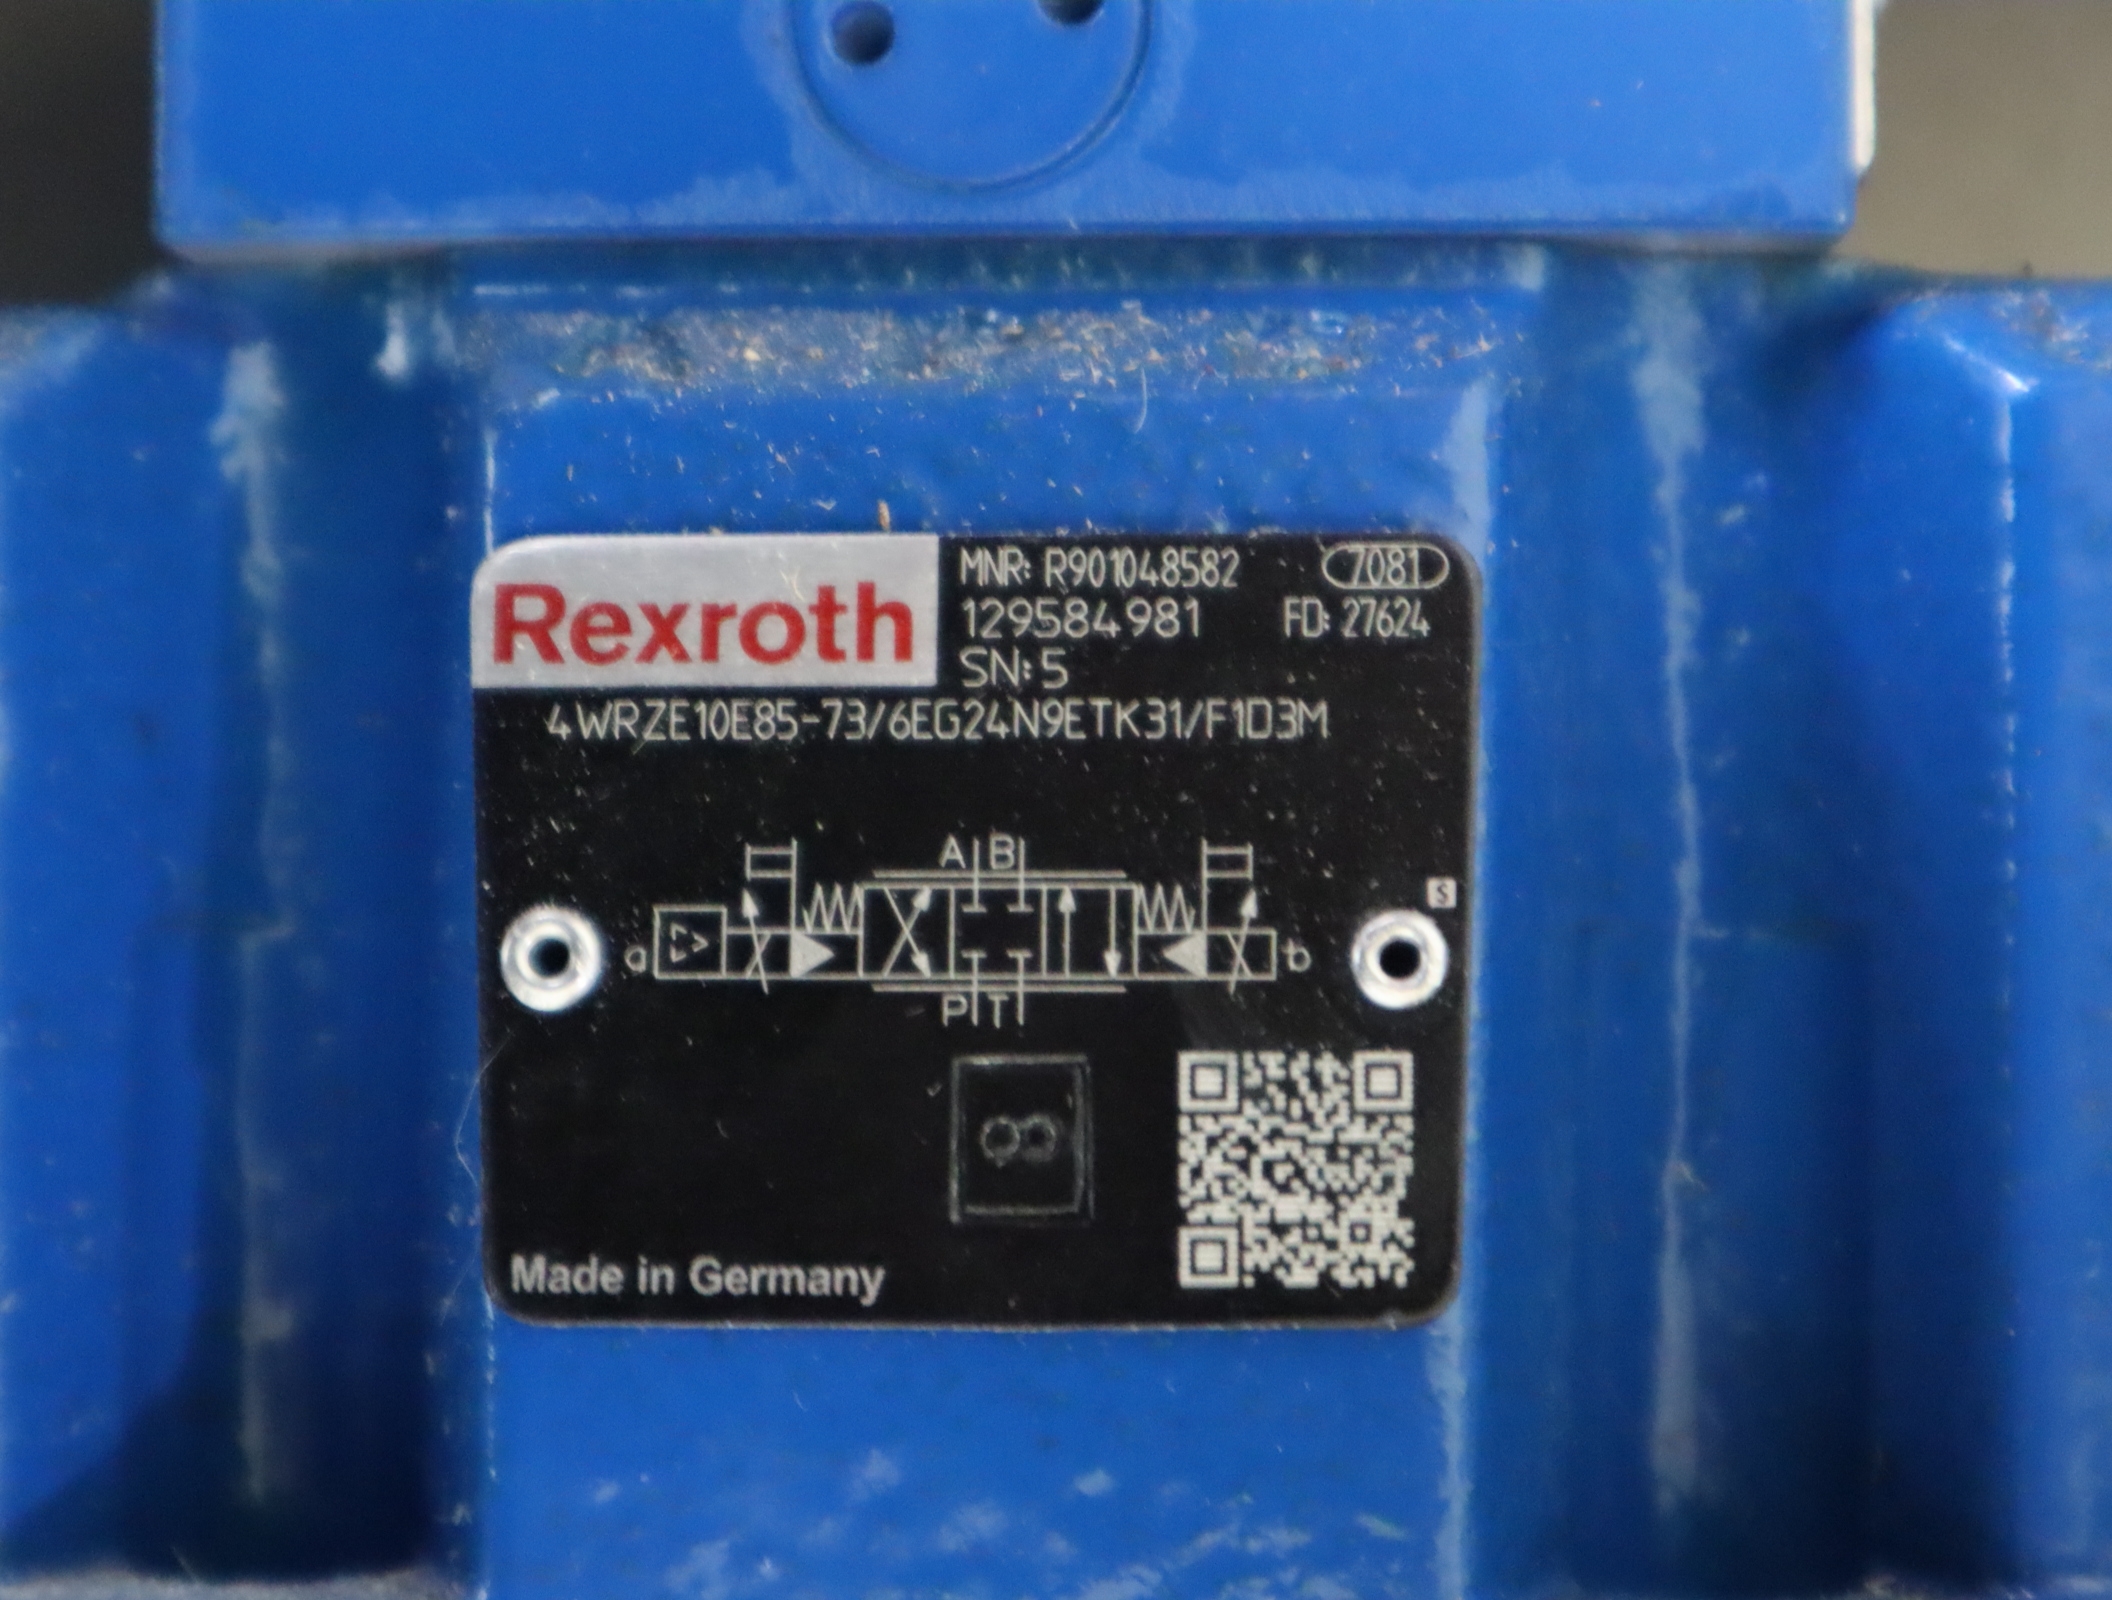 Rexroth
MNR: R901048582
7081
129584981
FD: 27624
SN: 5
4WRZE10E85-73/6EG24N9ETK31/F1D3M
A B
S
a
b
P T
Made in Germany